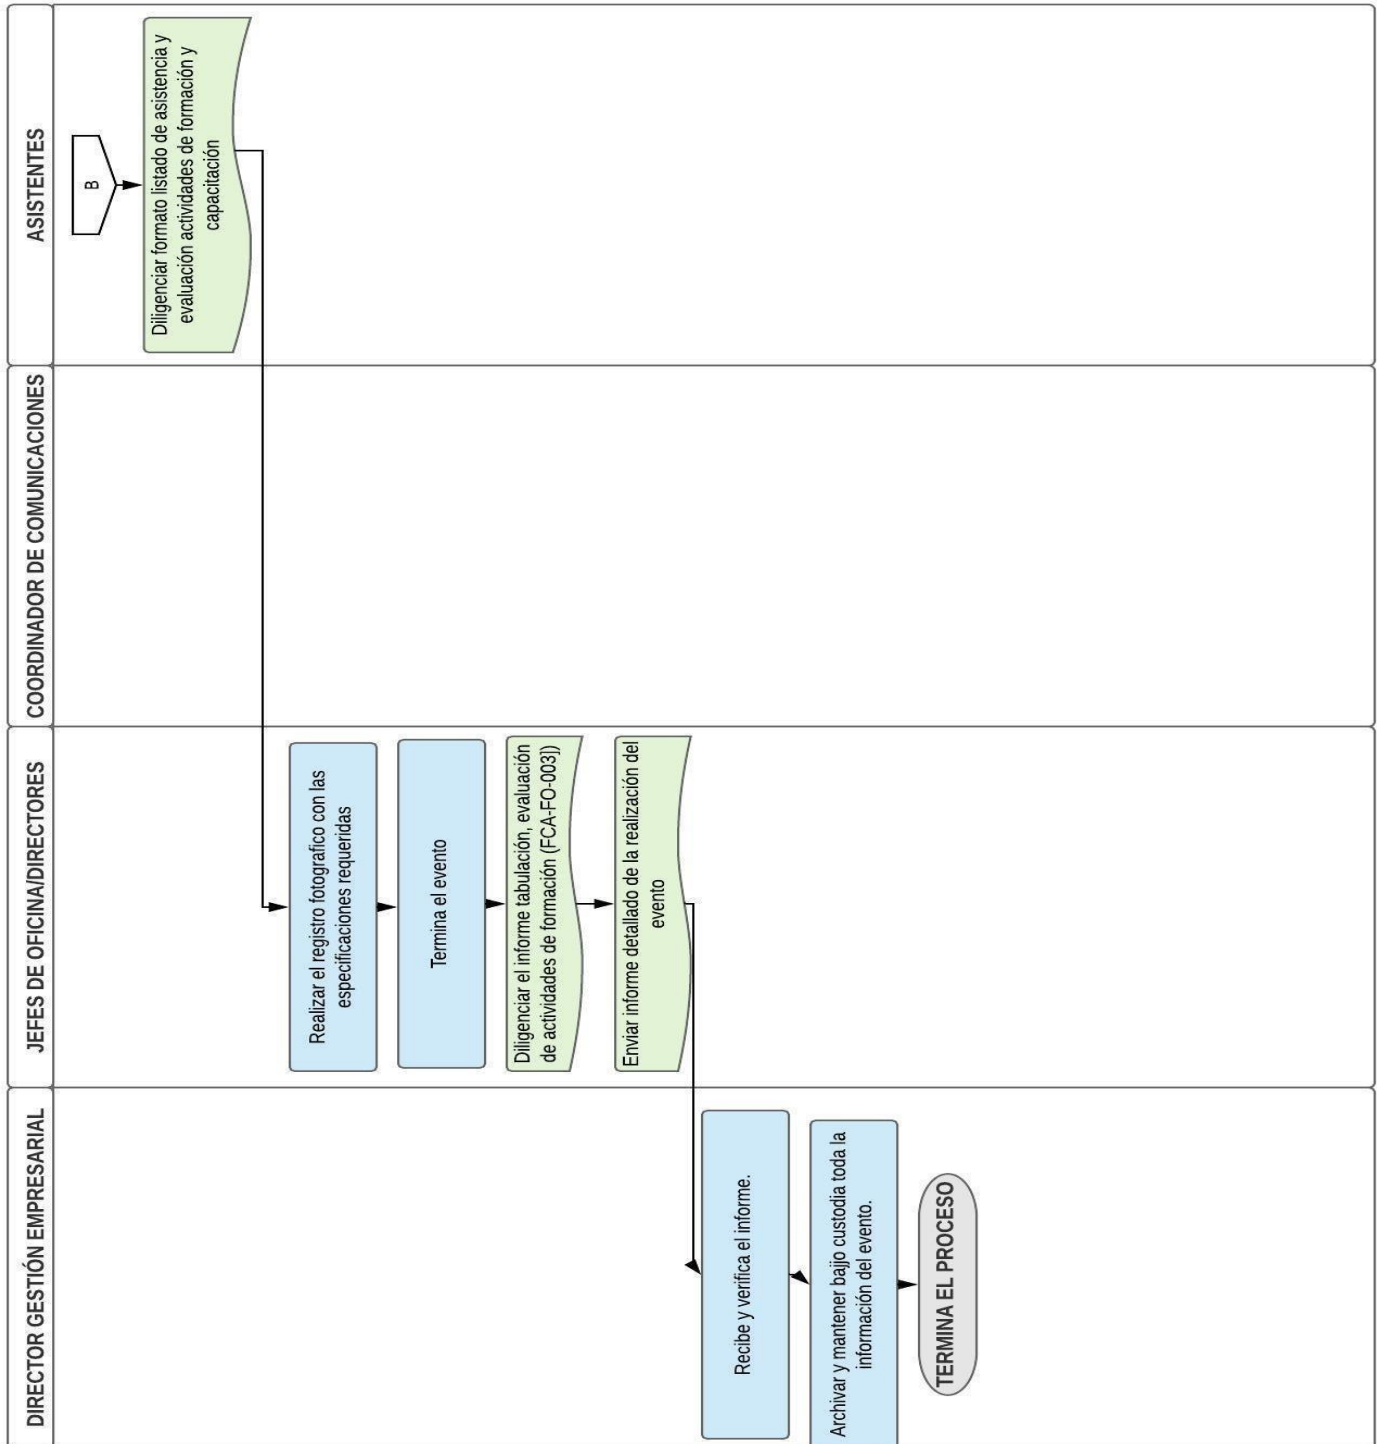 DIRECTOR GESTIÓN EMPRESARIAL
JEFES DE OFICINA/DIRECTORES
COORDINADOR DE COMUNICACIONES
ASISTENTES
B
Diligenciar formato listado de asistencia y
evaluación actividades de formación y
capacitación
Realizar el registro fotografico con las
especificaciones requeridas
Termina el evento
Diligenciar el informe tabulación, evaluación
de actividades de formación (FCA-FO-003])
Enviar informe detallado de la realización del
evento
Recibe y verifica el informe.
Archivar y mantener bajjo custodia toda la
información del evento.
TERMINA EL PROCESO